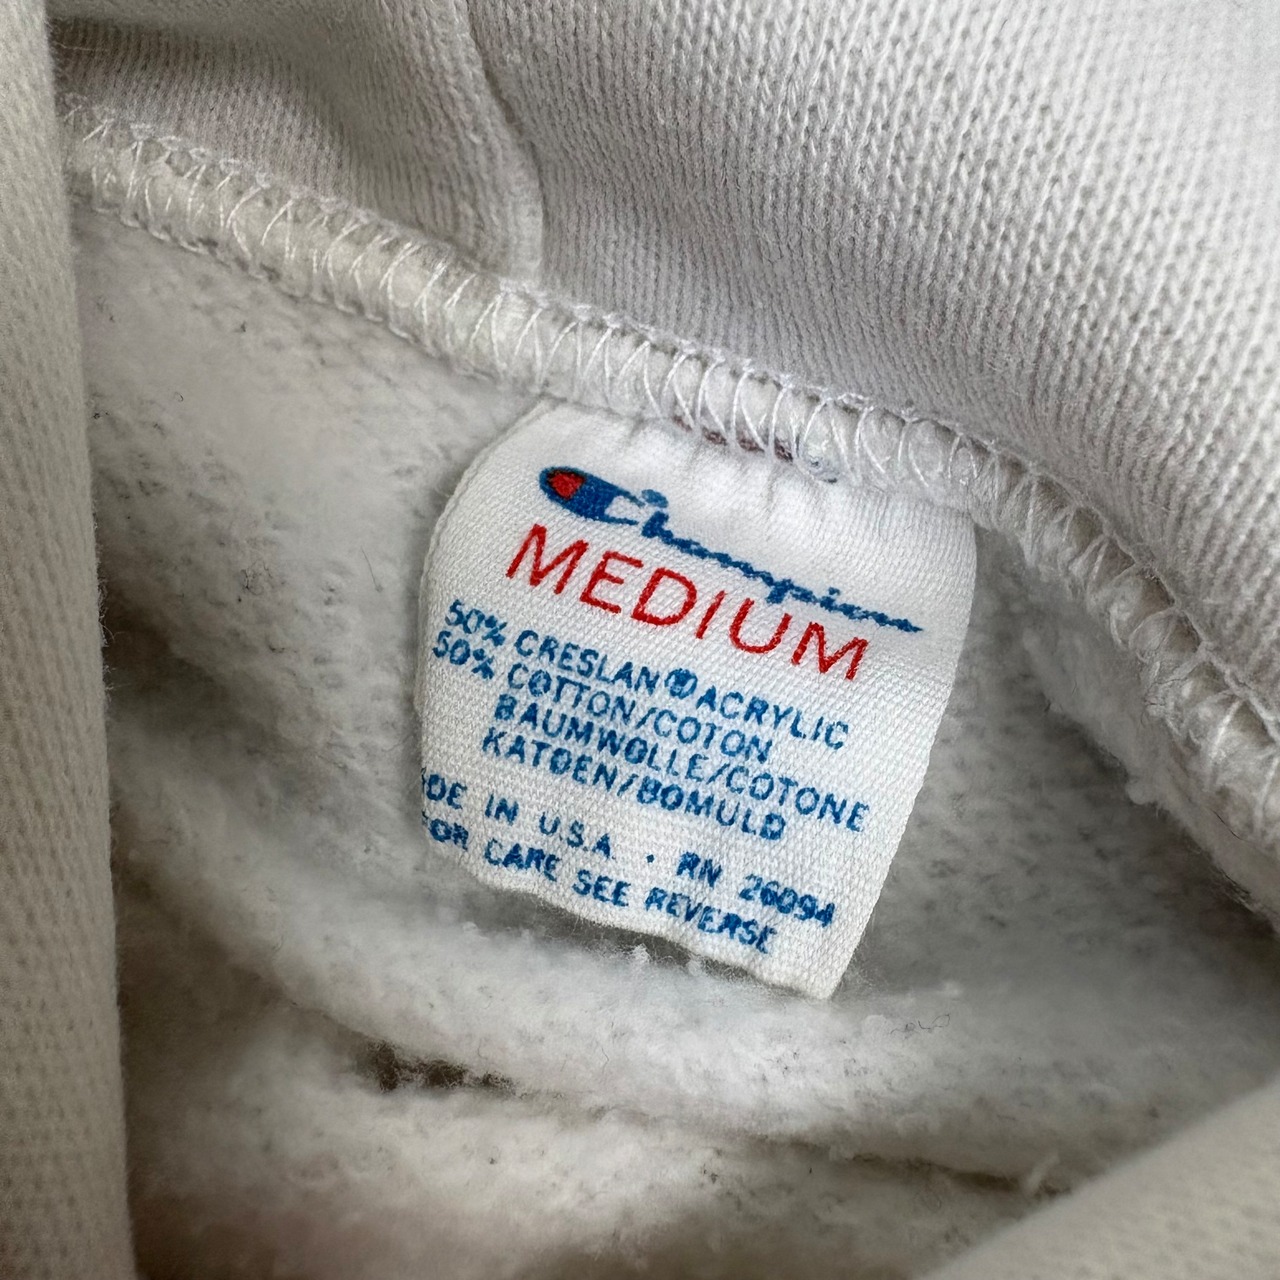 Champion
MEDIUM
50% CRESLAN® ACRYLIC
50% COTTON/COTON
BAUMWOLLE/COTONE
KATOEN/BOMULD
DE IN U.S.A. · RN 26094
OR CARE SEE REVERSE